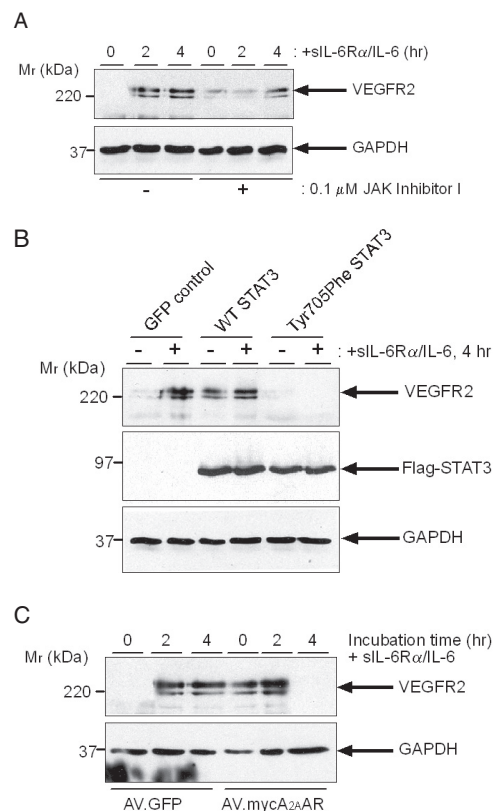 A
0 2 4 0 2 4 : +sIL-6Rα/IL-6 (hr)
Mr (kDa)
220
VEGFR2
37
GAPDH
- + : 0.1 μM JAK Inhibitor I
B
GFP control
WT STAT3
Tyr705Phe STAT3
- + - + - + : +sIL-6Rα/IL-6, 4 hr
Mr (kDa)
220
VEGFR2
97
Flag-STAT3
37
GAPDH
C
0 2 4 0 2 4 Incubation time (hr)
+ sIL-6Rα/IL-6
Mr (kDa)
220
VEGFR2
37
GAPDH
AV.GFP AV.mycA2AAR